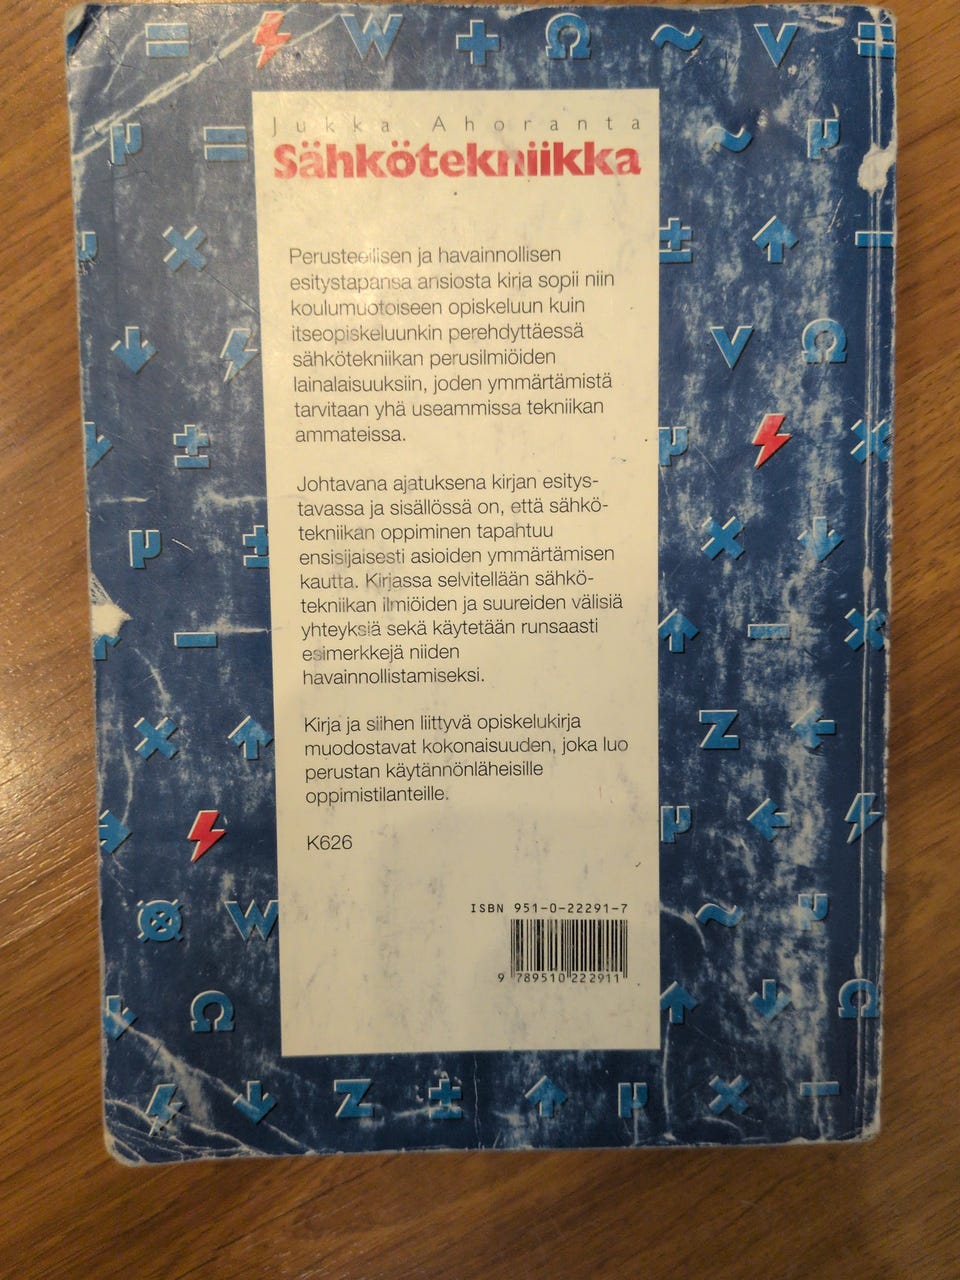 Jukka Ahoranta
Sähkötekniikka
Perusteellisen ja havainnollisen
esitystapansa ansiosta kirja sopii niin
koulumuotoiseen opiskeluun kuin
itseopiskeluunkin perehdyttäessä
sähkötekniikan perusilmiöiden
lainalaisuuksiin, joden ymmärtämistä
tarvitaan yhä useammissa tekniikan
ammateissa.
Johtavana ajatuksena kirjan esitys-
tavassa ja sisällössä on, että sähkö-
tekniikan oppiminen tapahtuu
ensisijaisesti asioiden ymmärtämisen
kautta. Kirjassa selvitellään sähkö-
tekniikan ilmiöiden ja suureiden välisiä
yhteyksiä sekä käytetään runsaasti
esimerkkejä niiden
havainnollistamiseksi.
Kirja ja siihen liittyvä opiskelukirja
muodostavat kokonaisuuden, joka luo
perustan käytännönläheisille
oppimistilanteille.
K626
ISBN 951-0-22291-7
9 789510 222911